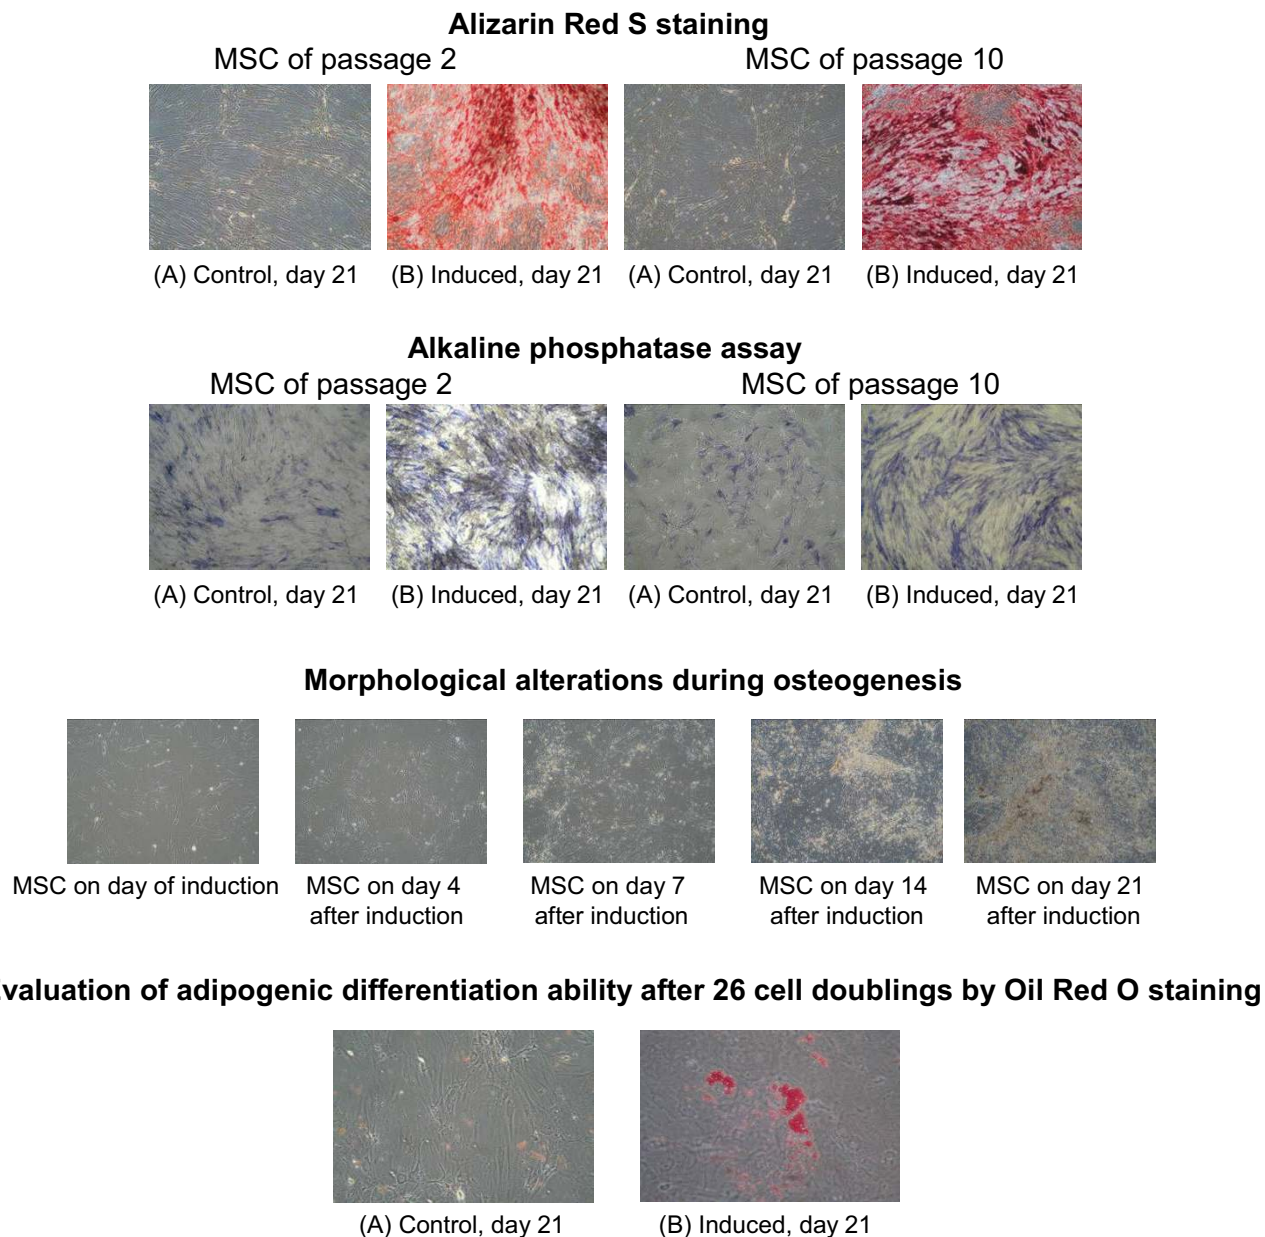 Alizarin Red S staining
MSC of passage 2 MSC of passage 10
(A) Control, day 21 (B) Induced, day 21 (A) Control, day 21 (B) Induced, day 21
Alkaline phosphatase assay
MSC of passage 2 MSC of passage 10
(A) Control, day 21 (B) Induced, day 21 (A) Control, day 21 (B) Induced, day 21
Morphological alterations during osteogenesis
MSC on day of induction MSC on day 4 MSC on day 7 MSC on day 14 MSC on day 21
after induction after induction after induction after induction
valuation of adipogenic differentiation ability after 26 cell doublings by Oil Red O staining
(A) Control, day 21 (B) Induced, day 21